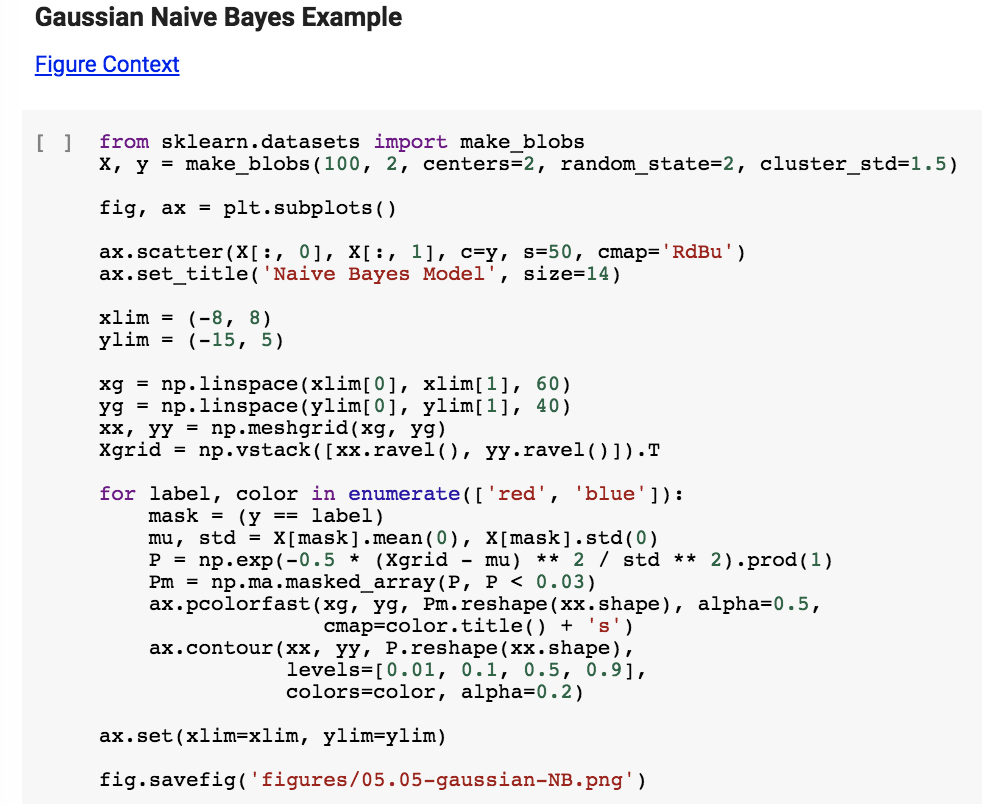 Gaussian Naive Bayes Example
Figure Context
[ ] from sklearn.datasets import make_blobs
X, y = make_blobs(100, 2, centers=2, random_state=2, cluster_std=1.5)
fig, ax = plt.subplots()
ax.scatter(X[:, 0], X[:, 1], c=y, s=50, cmap='RdBu')
ax.set_title('Naive Bayes Model', size=14)
xlim = (-8, 8)
ylim = (-15, 5)
xg = np.linspace(xlim[0], xlim[1], 60)
yg = np.linspace(ylim[0], ylim[1], 40)
xx, yy = np.meshgrid(xg, yg)
Xgrid = np.vstack([xx.ravel(), yy.ravel()]).T
for label, color in enumerate(['red', 'blue']):
    mask = (y == label)
    mu, std = X[mask].mean(0), X[mask].std(0)
    P = np.exp(-0.5 * (Xgrid - mu) ** 2 / std ** 2).prod(1)
    Pm = np.ma.masked_array(P, P < 0.03)
    ax.pcolorfast(xg, yg, Pm.reshape(xx.shape), alpha=0.5,
                  cmap=color.title() + 's')
    ax.contour(xx, yy, P.reshape(xx.shape),
               levels=[0.01, 0.1, 0.5, 0.9],
               colors=color, alpha=0.2)
ax.set(xlim=xlim, ylim=ylim)
fig.savefig('figures/05.05-gaussian-NB.png')